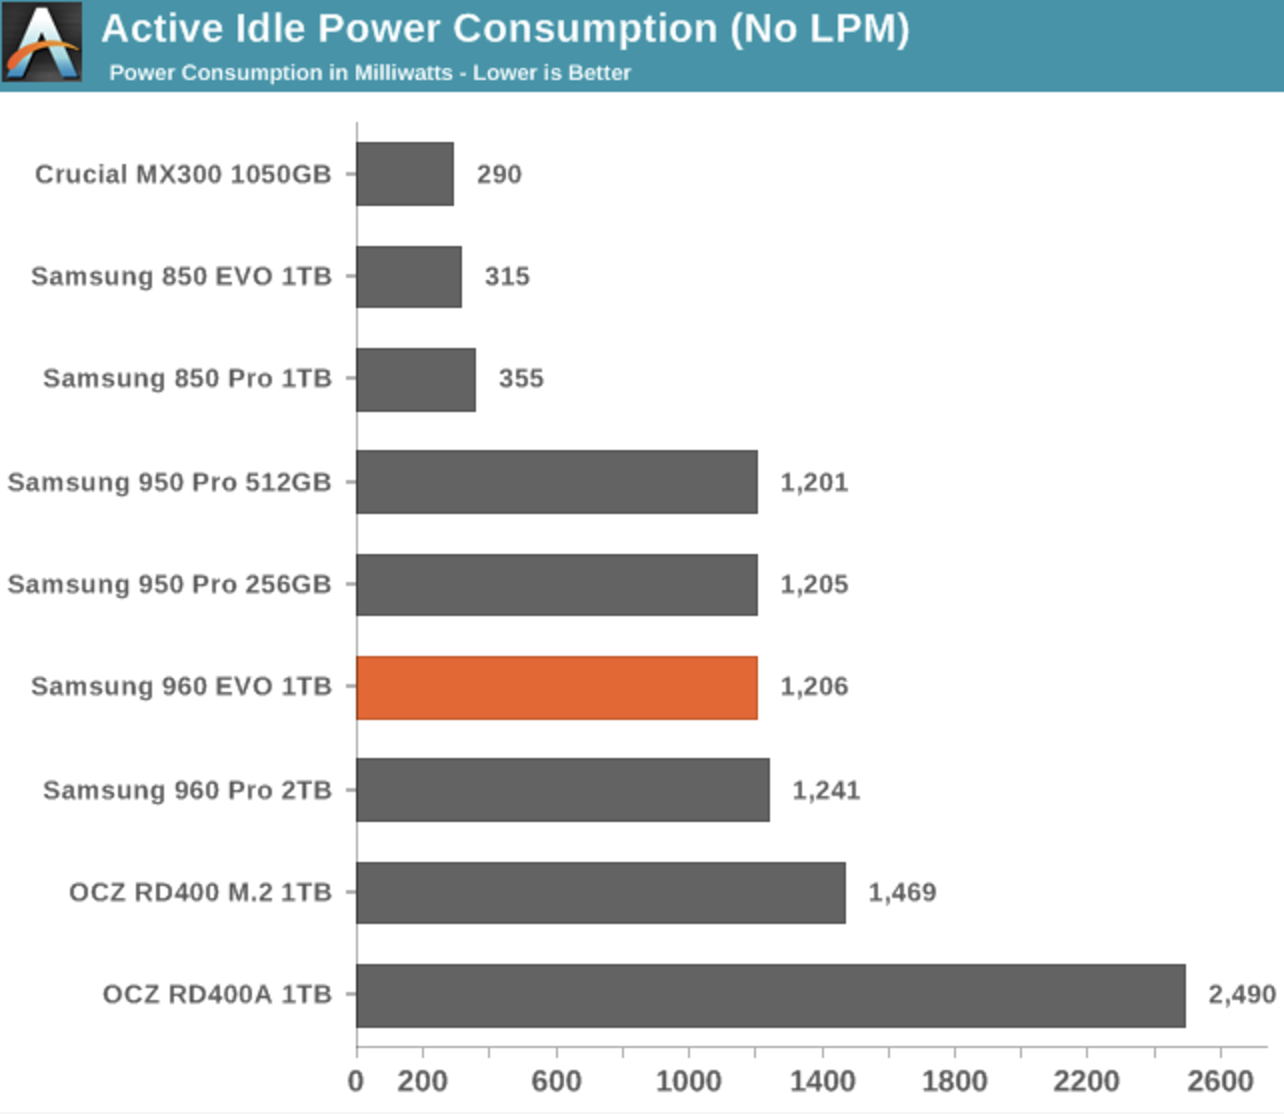 Active Idle Power Consumption (No LPM)
Power Consumption in Milliwatts - Lower is Better
Crucial MX300 1050GB 290
Samsung 850 EVO 1TB 315
Samsung 850 Pro 1TB 355
Samsung 950 Pro 512GB 1,201
Samsung 950 Pro 256GB 1,205
Samsung 960 EVO 1TB 1,206
Samsung 960 Pro 2TB 1,241
OCZ RD400 M.2 1TB 1,469
OCZ RD400A 1TB 2,490
0 200 600 1000 1400 1800 2200 2600